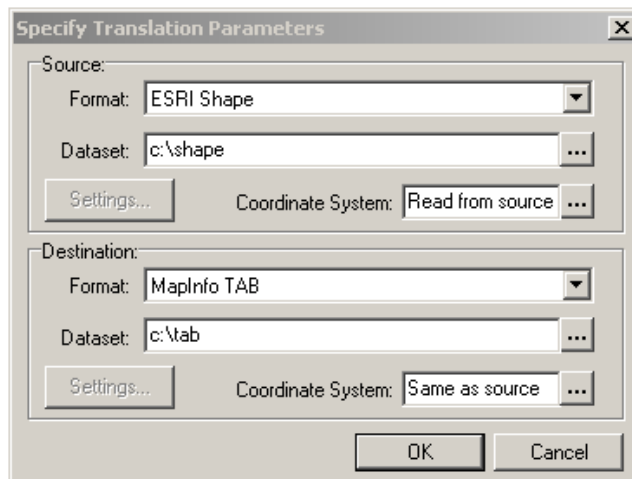 Specify Translation Parameters
Source:
Format: ESRI Shape
Dataset: c:\shape ...
Settings... Coordinate System: Read from source ...
Destination:
Format: MapInfo TAB
Dataset: c:\tab ...
Settings... Coordinate System: Same as source ...
OK Cancel